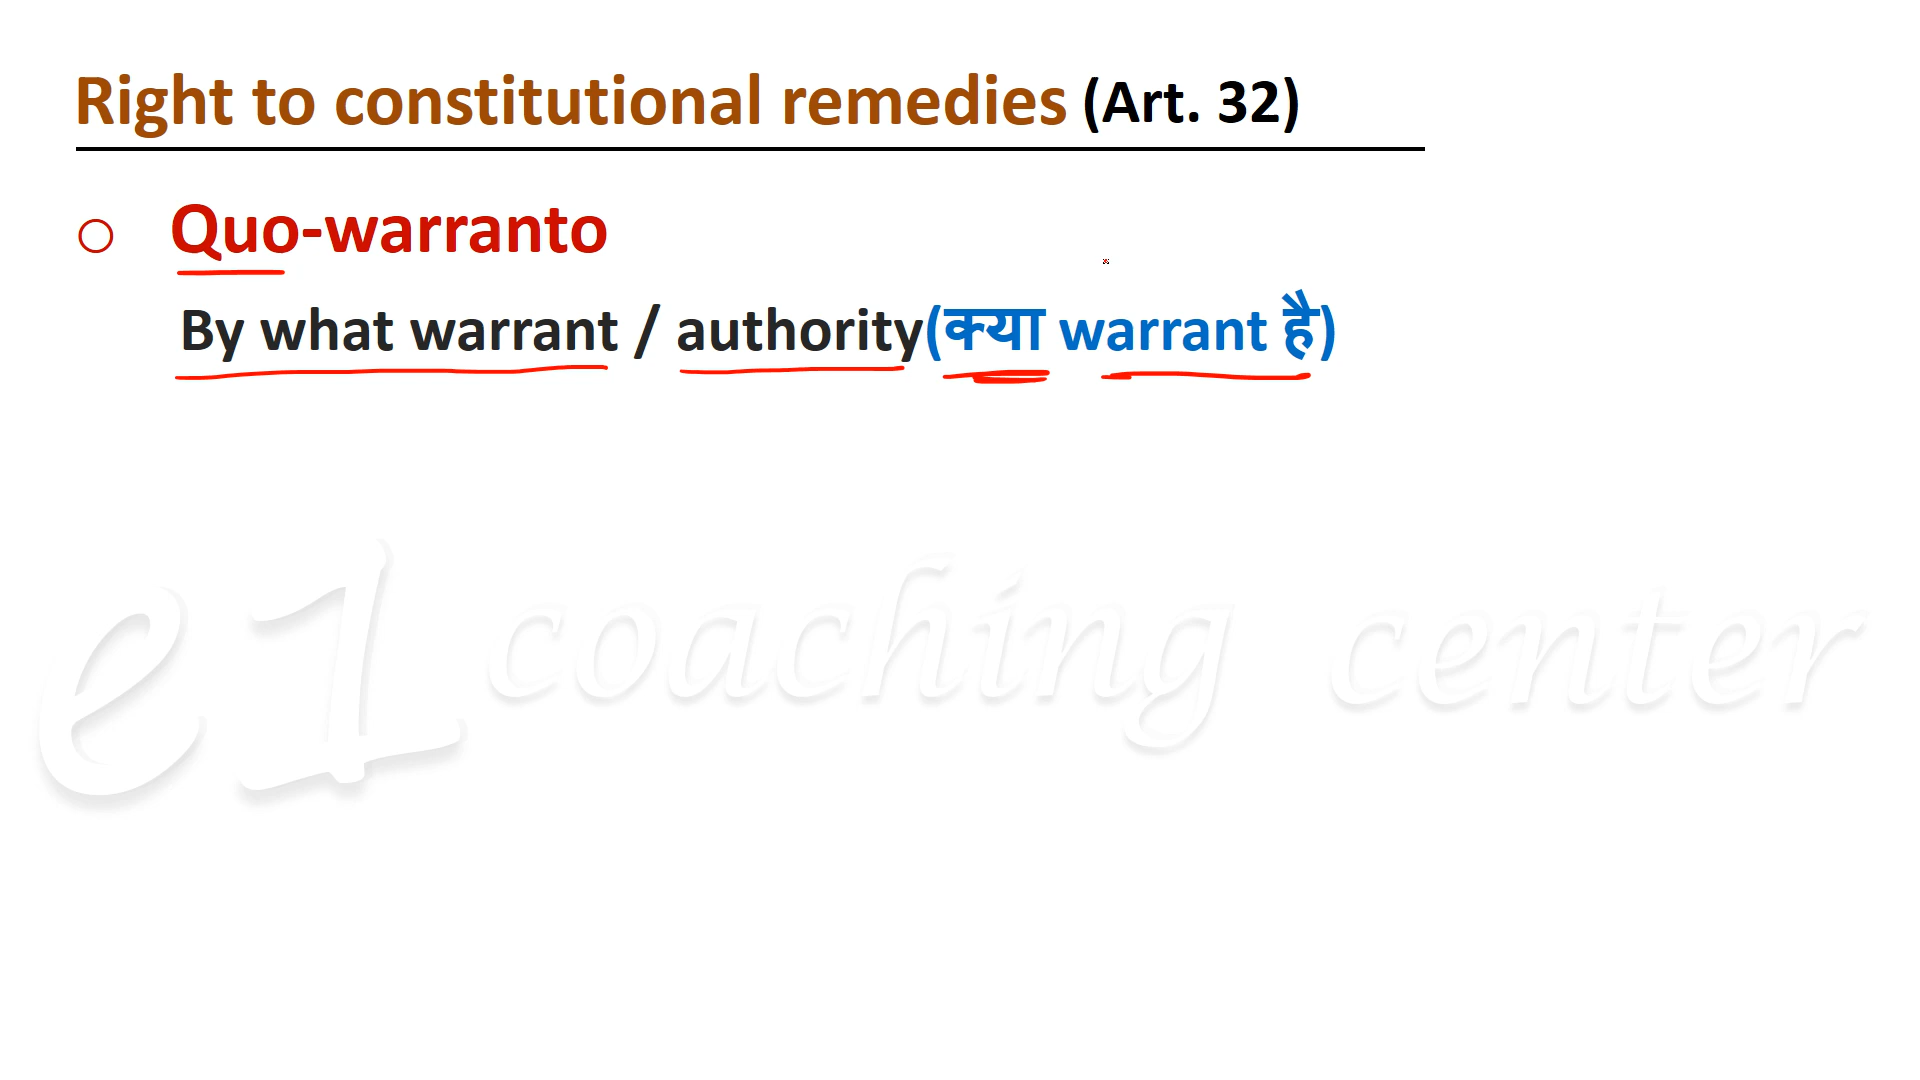 Right to constitutional remedies (Art. 32)
Quo-warranto
By what warrant / authority(क्या warrant है)
e1 coaching center